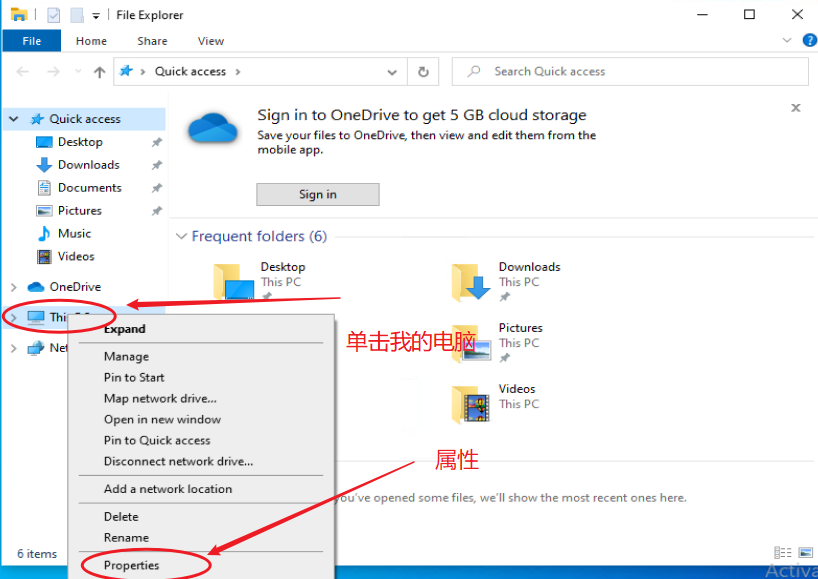 File Explorer
File Home Share View
Quick access
Search Quick access
Quick access
Desktop
Downloads
Documents
Pictures
Music
Videos
OneDrive
Sign in to OneDrive to get 5 GB cloud storage
Save your files to OneDrive, then view and edit them from the
mobile app.
Sign in
Frequent folders (6)
Desktop
This PC
Downloads
This PC
Pictures
This PC
Videos
This PC
单击我的电脑
Expand
Manage
Pin to Start
Map network drive...
Open in new window
Pin to Quick access
Disconnect network drive...
Add a network location
Delete
Rename
Properties
属性
you've opened some files, we'll show the most recent ones here.
6 items